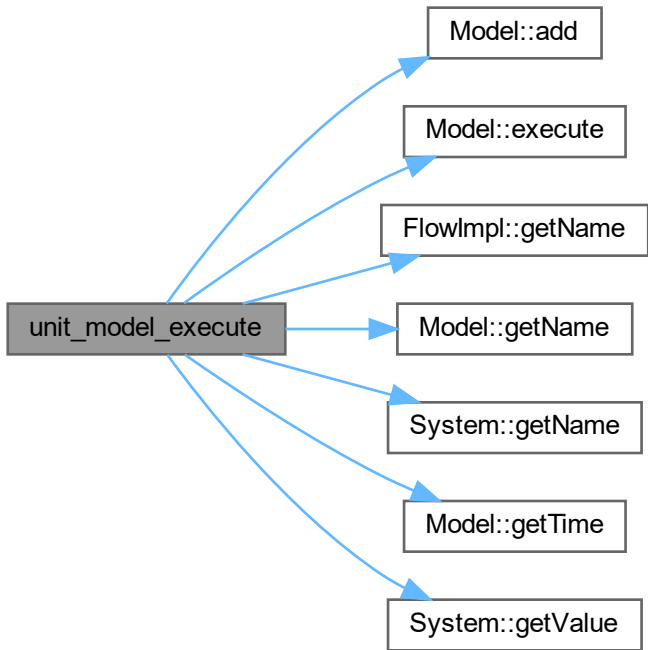 Model::add
Model::execute
FlowImpl::getName
unit_model_execute
Model::getName
System::getName
Model::getTime
System::getValue